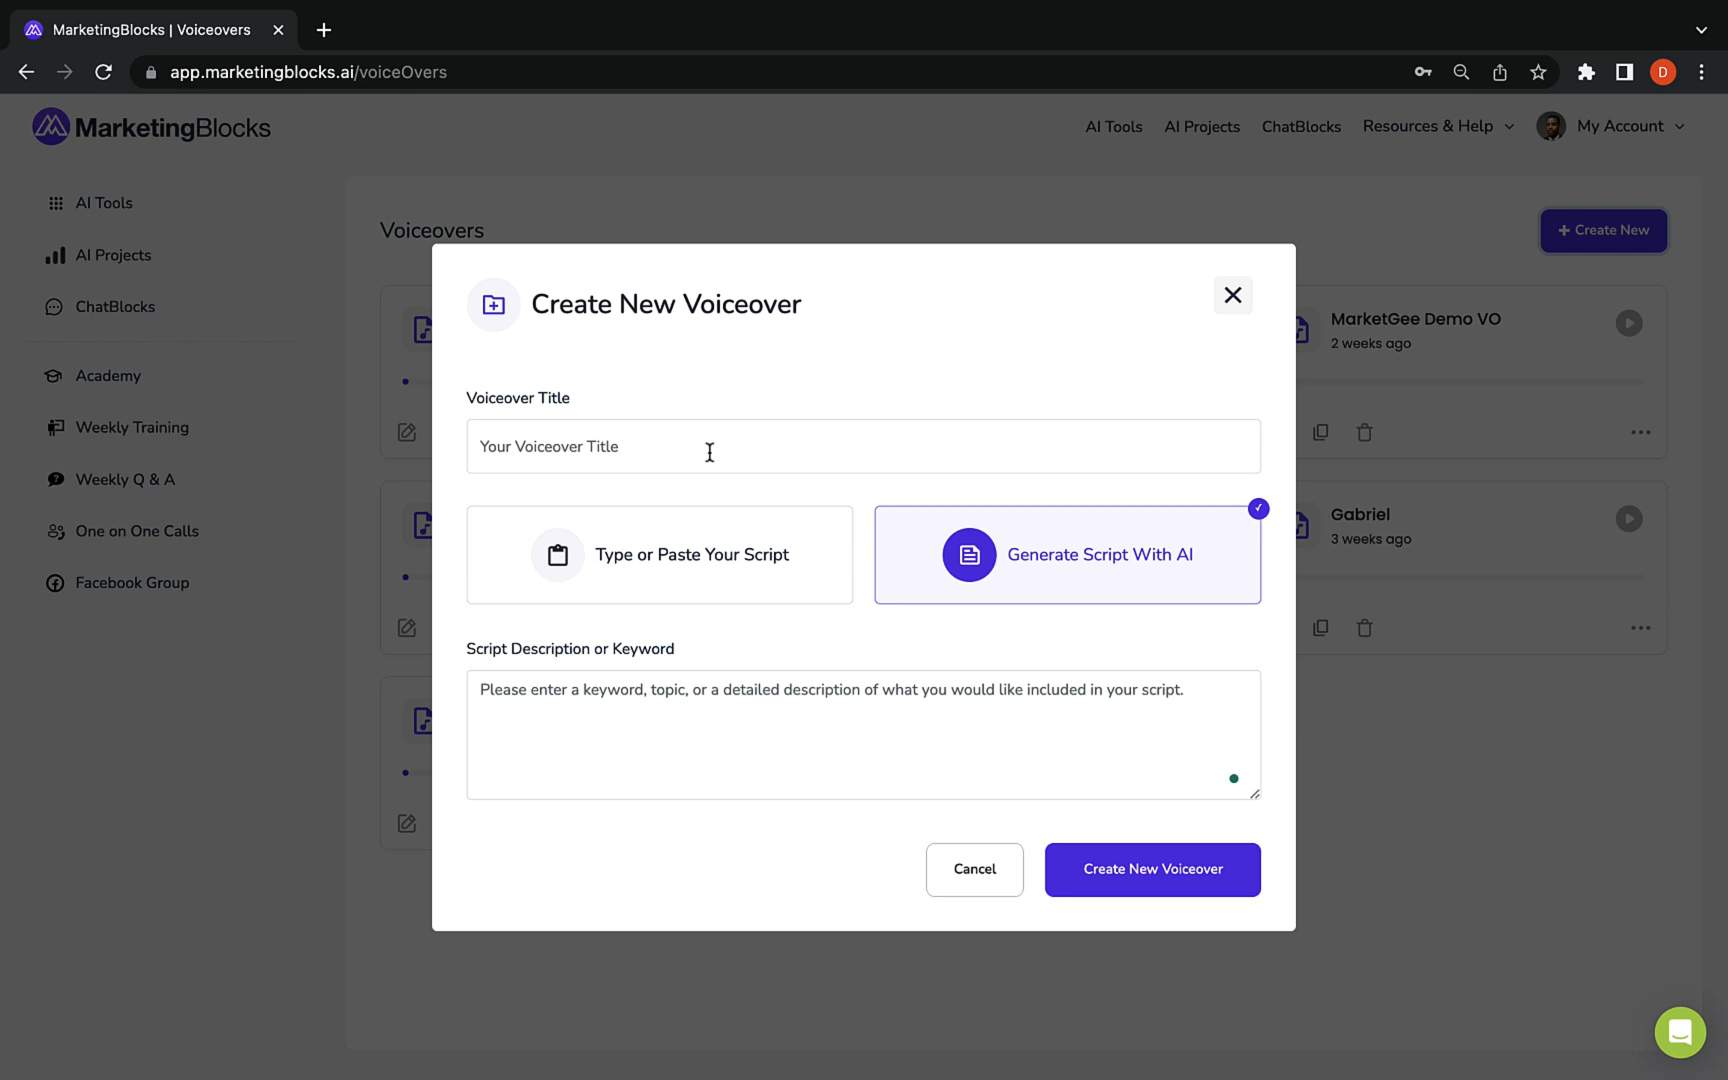 MarketingBlocks | Voiceovers
app.marketingblocks.ai/voiceOvers
D
MarketingBlocks
AI Tools
AI Projects
ChatBlocks
Resources & Help
My Account
AI Tools
AI Projects
ChatBlocks
Academy
Weekly Training
Weekly Q & A
One on One Calls
Facebook Group
Voiceovers
+ Create New
MarketGee Demo VO
2 weeks ago
Gabriel
3 weeks ago
Create New Voiceover
Voiceover Title
Your Voiceover Title
Type or Paste Your Script
Generate Script With AI
Script Description or Keyword
Please enter a keyword, topic, or a detailed description of what you would like included in your script.
Cancel
Create New Voiceover